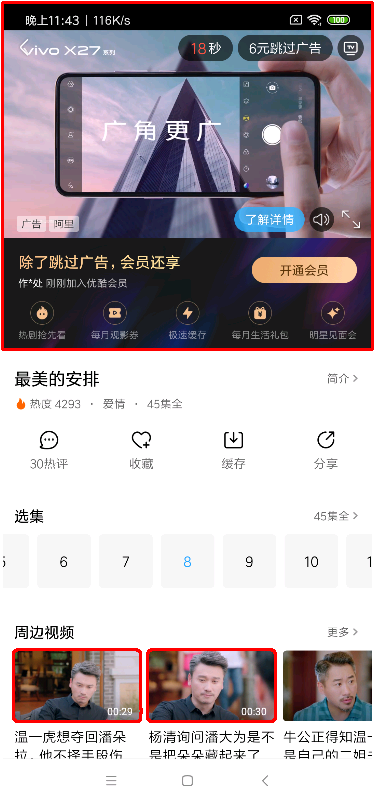 晚上11:43 | 116K/s
100
vivo X27系列
18秒
6元跳过广告
TV
广角更广
广告
阿里
了解详情
除了跳过广告，会员还享
作*处 刚刚加入优酷会员
开通会员
热剧抢先看
每月观影券
极速缓存
每月生活礼包
明星见面会
最美的安排
简介
热度 4293 · 爱情 · 45集全
30热评
收藏
缓存
分享
选集
45集全
5
6
7
8
9
10
1
周边视频
更多
00:29
00:30
温一虎想夺回潘朵
拉，他不择手段伤
杨清询问潘大为是不
是把朵朵藏起来了
牛公正得知温一
是自己的二姐夫